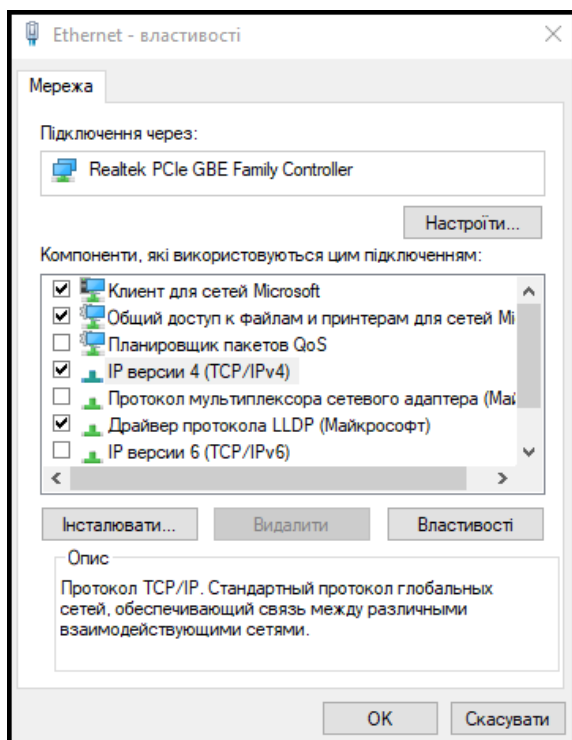 Ethernet - властивості
Мережа
Підключення через:
Realtek PCIe GBE Family Controller
Настроїти...
Компоненти, які використовуються цим підключенням:
Клиент для сетей Microsoft
Общий доступ к файлам и принтерам для сетей Mi
Планировщик пакетов QoS
IP версии 4 (TCP/IPv4)
Протокол мультиплексора сетевого адаптера (Май
Драйвер протокола LLDP (Майкрософт)
IP версии 6 (TCP/IPv6)
Інсталювати... Видалити Властивості
Опис
Протокол TCP/IP. Стандартный протокол глобальных
сетей, обеспечивающий связь между различными
взаимодействующими сетями.
OK Скасувати